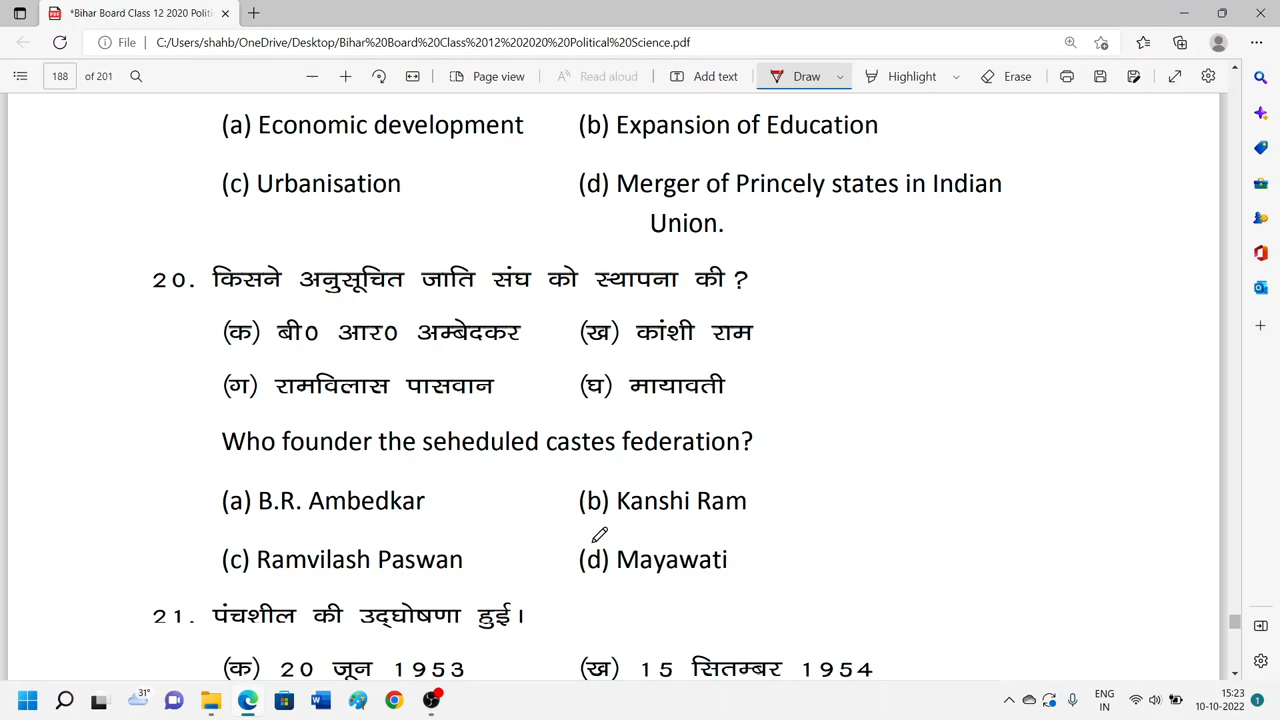 *Bihar Board Class 12 2020 Politi
File C:/Users/shahb/OneDrive/Desktop/Bihar%20Board%20Class%2012%202020%20Political%20Science.pdf
188 of 201 Page view Read aloud Add text Draw Highlight Erase
(a) Economic development (b) Expansion of Education
(c) Urbanisation (d) Merger of Princely states in Indian
Union.
20. किसने अनुसूचित जाति संघ को स्थापना की ?
(क) बी0 आर0 अम्बेदकर (ख) कांशी राम
(ग) रामविलास पासवान (घ) मायावती
Who founder the seheduled castes federation?
(a) B.R. Ambedkar (b) Kanshi Ram
(c) Ramvilash Paswan (d) Mayawati
21. पंचशील की उद्घोषणा हुई।
(क) 20 जून 1953 (ख) 15 सितम्बर 1954
31° ENG 15:23
IN 10-10-2022 1